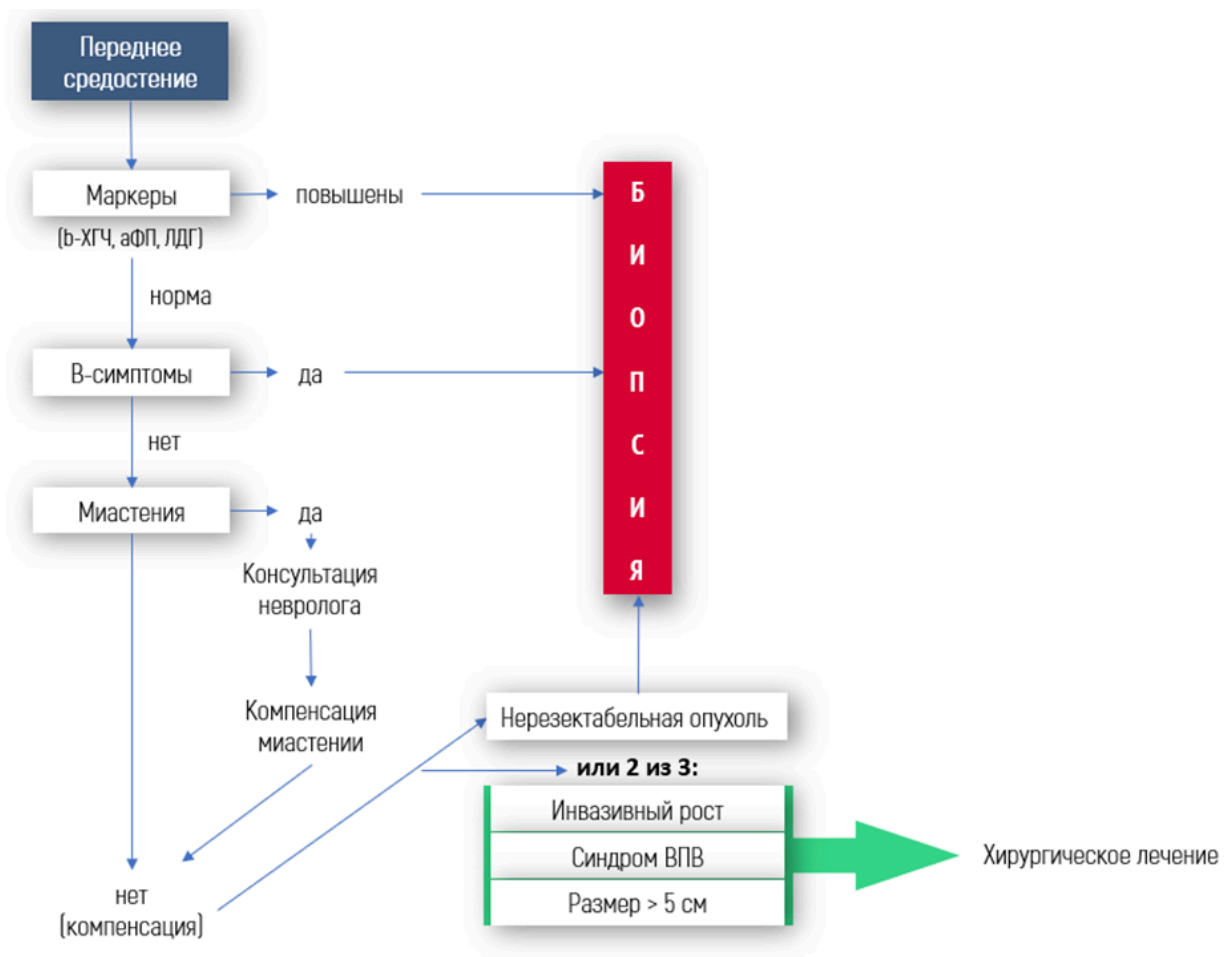 Переднее
средостение
Маркеры
повышены
(b-ХГЧ, аФП, ЛДГ)
норма
В-симптомы
да
нет
Миастения
да
Консультация
невролога
Компенсация
миастении
нет
(компенсация)
Б
И
О
П
С
И
Я
Нерезектабельная опухоль
или 2 из 3:
Инвазивный рост
Синдром ВПВ
Размер > 5 см
Хирургическое лечение